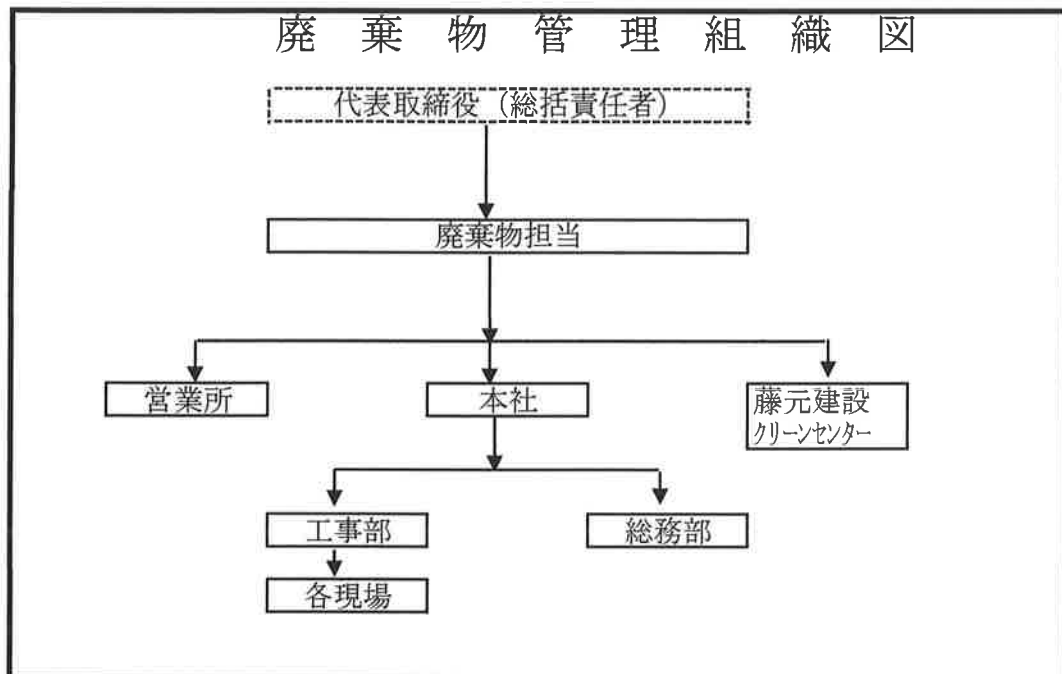 廃棄物管理組織図
代表取締役（総括責任者）
廃棄物担当
営業所
本社
藤元建設
クリーンセンター
工事部
総務部
各現場